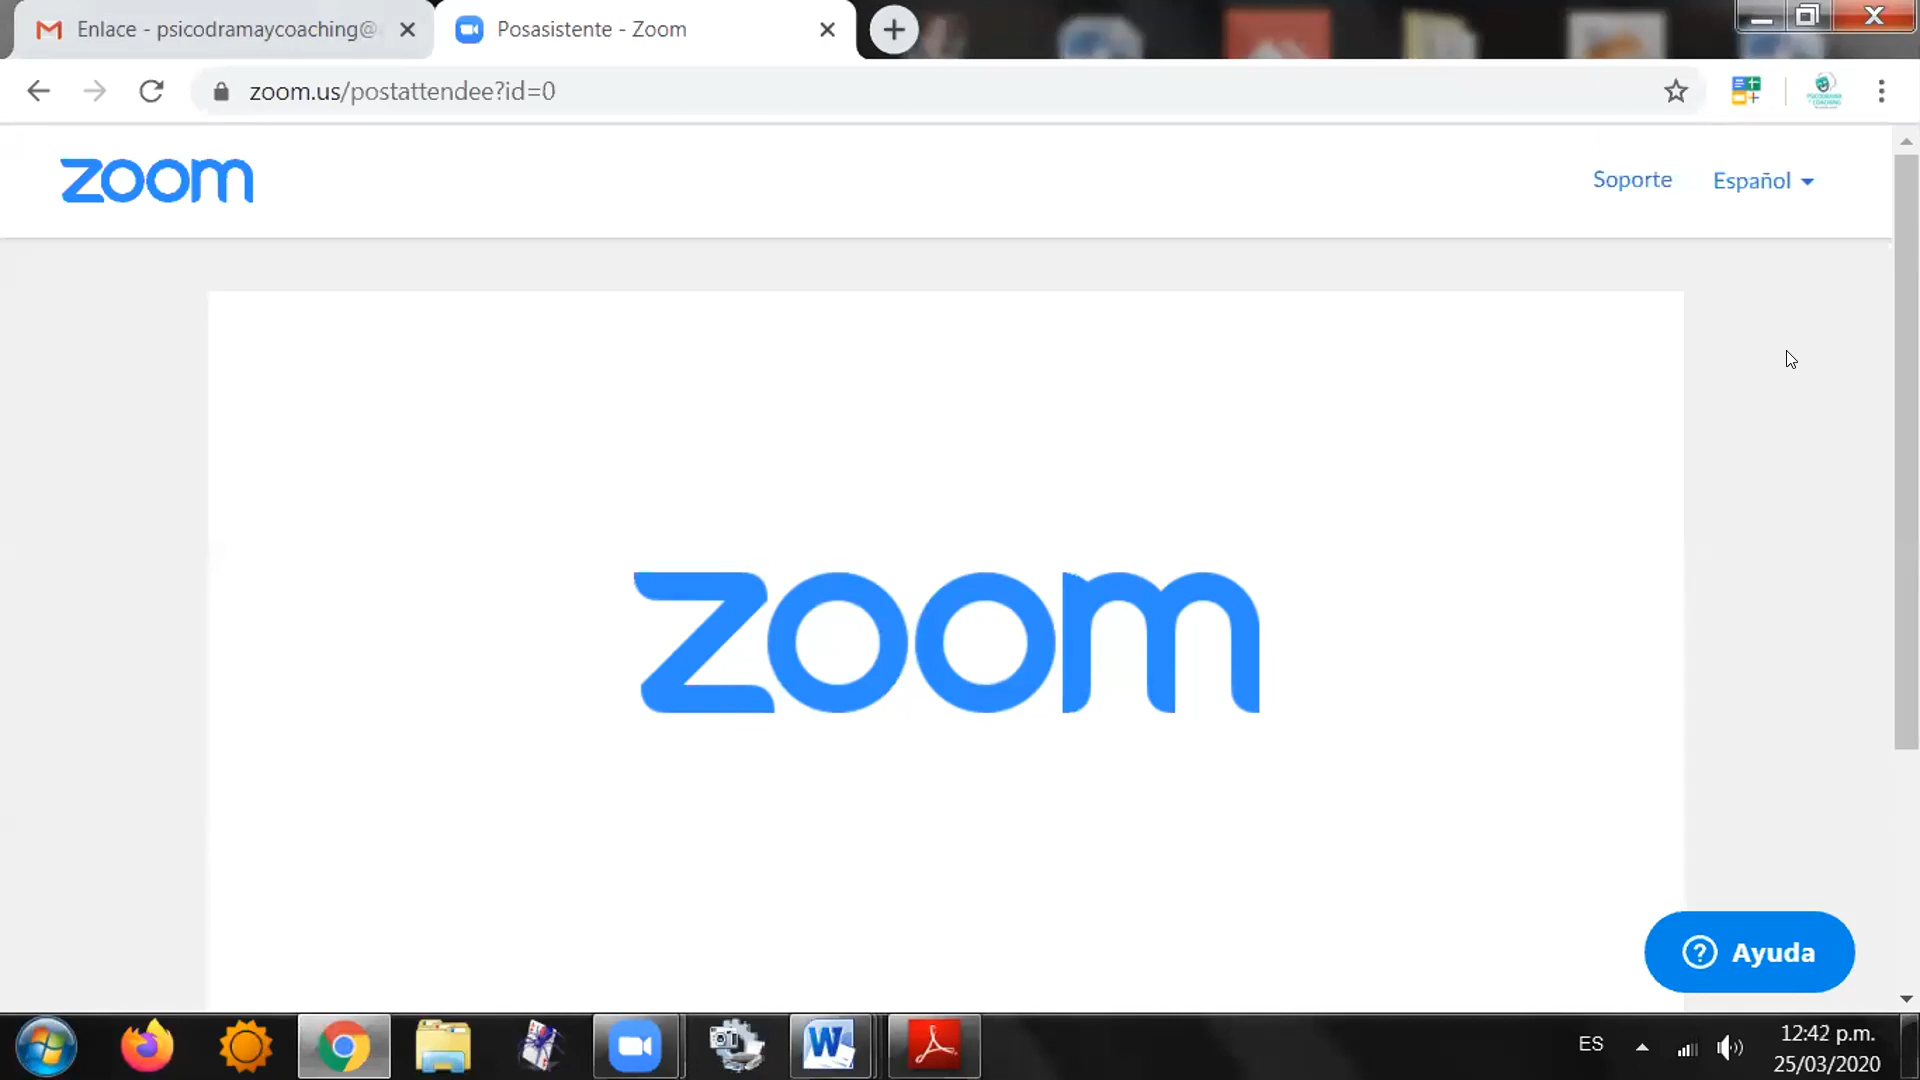 Enlace - psicodramaycoaching@
Posasistente - Zoom
zoom.us/postattendee?id=0
zoom
Soporte
Español
zoom
Ayuda
ES
12:42 p.m.
25/03/2020